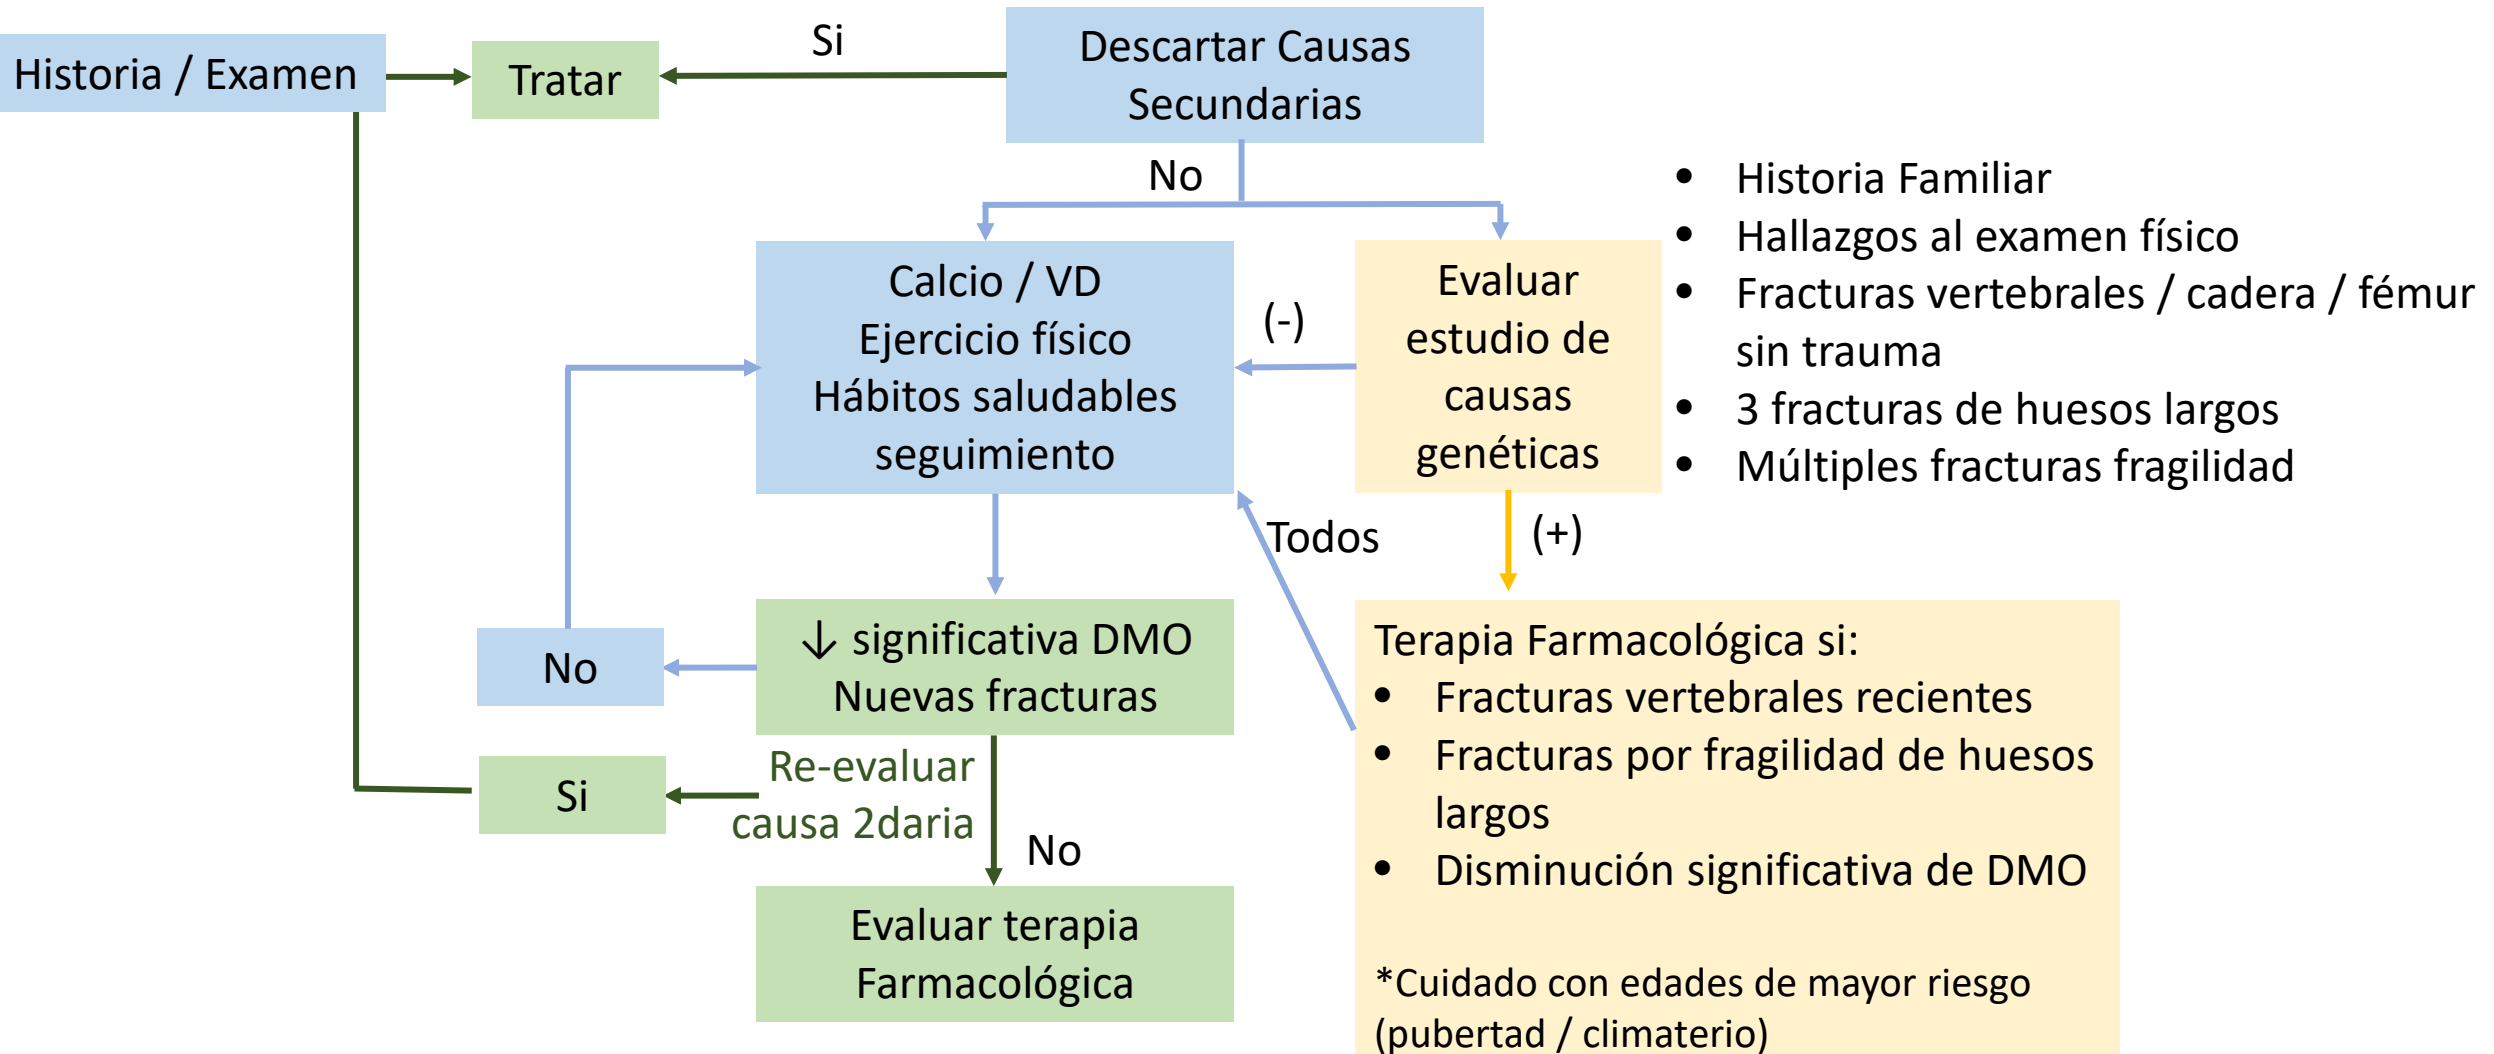 Historia / Examen
Tratar
Si
Descartar Causas
Secundarias
No
• Historia Familiar
• Hallazgos al examen físico
• Fracturas vertebrales / cadera / fémur
sin trauma
• 3 fracturas de huesos largos
• Múltiples fracturas fragilidad
Calcio / VD
Ejercicio físico
Hábitos saludables
seguimiento
(-)
Evaluar
estudio de
causas
genéticas
Todos
(+)
No
↓ significativa DMO
Nuevas fracturas
Si
Re-evaluar
causa 2daria
No
Evaluar terapia
Farmacológica
Terapia Farmacológica si:
• Fracturas vertebrales recientes
• Fracturas por fragilidad de huesos
largos
• Disminución significativa de DMO
*Cuidado con edades de mayor riesgo
(pubertad / climaterio)